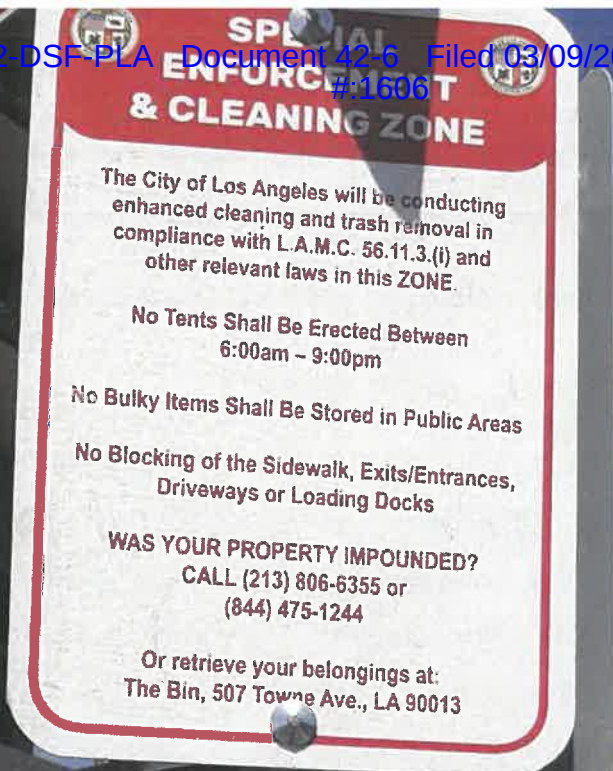 SPECIAL
2-DSF-PLA Document 42-6 Filed 03/09/20
ENFORCEMENT
#:1606
& CLEANING ZONE
The City of Los Angeles will be conducting
enhanced cleaning and trash removal in
compliance with L.A.M.C. 56.11.3.(i) and
other relevant laws in this ZONE.
No Tents Shall Be Erected Between
6:00am – 9:00pm
No Bulky Items Shall Be Stored in Public Areas
No Blocking of the Sidewalk, Exits/Entrances,
Driveways or Loading Docks
WAS YOUR PROPERTY IMPOUNDED?
CALL (213) 806-6355 or
(844) 475-1244
Or retrieve your belongings at:
The Bin, 507 Towne Ave., LA 90013